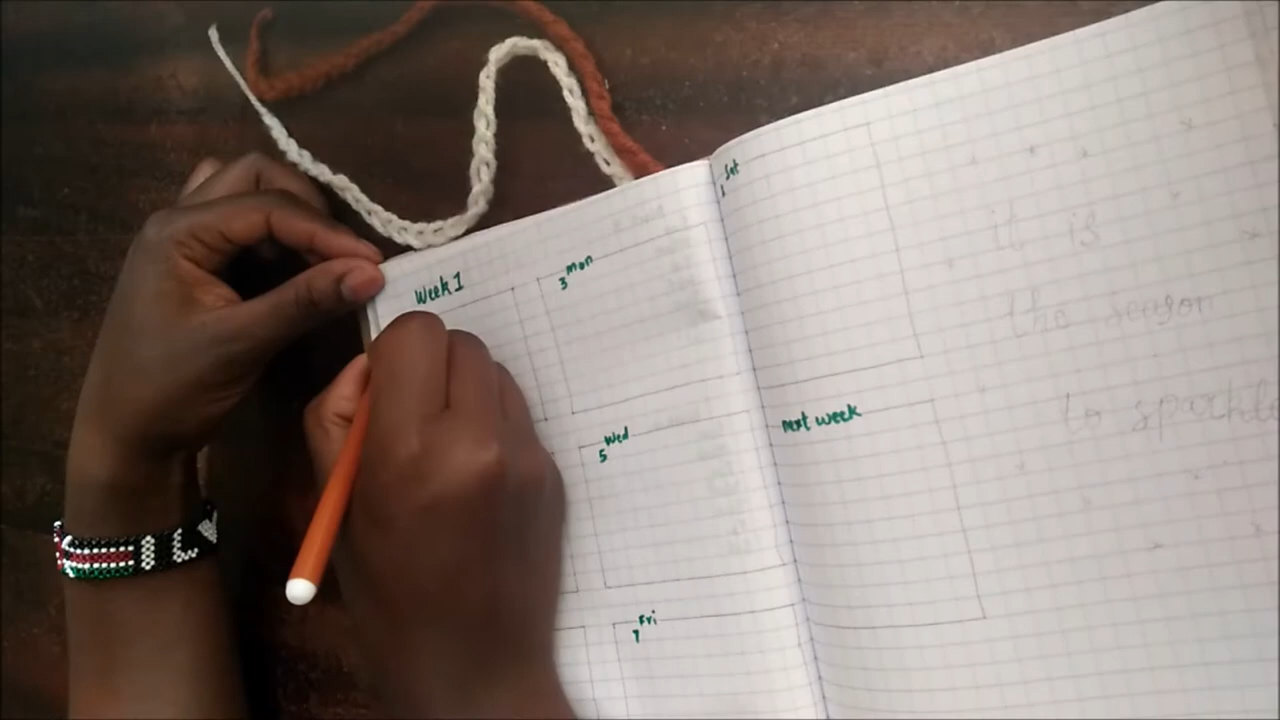 Week 1
3 Mon
5 Wed
7 Fri
1 Sat
next week
it is
the season
to sparkle
I L